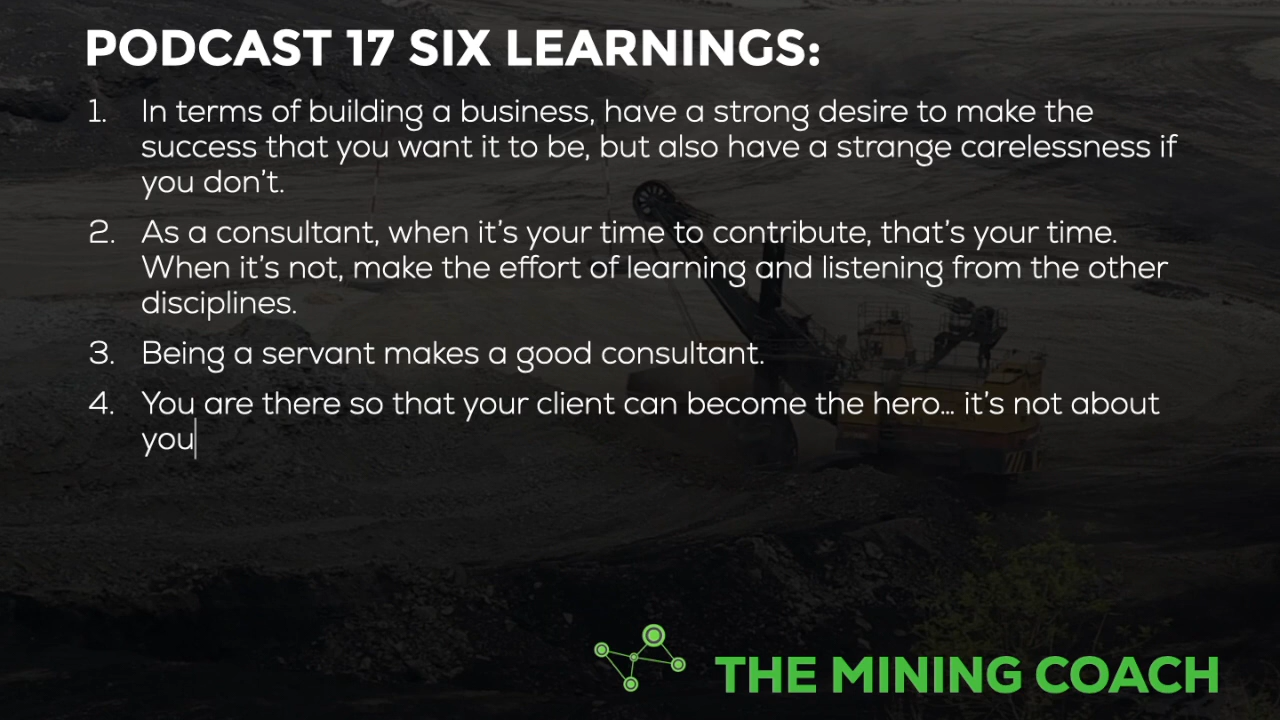 PODCAST 17 SIX LEARNINGS:
1. In terms of building a business, have a strong desire to make the
success that you want it to be, but also have a strange carelessness if
you don't.
2. As a consultant, when it's your time to contribute, that's your time.
When it's not, make the effort of learning and listening from the other
disciplines.
3. Being a servant makes a good consultant.
4. You are there so that your client can become the hero… it's not about
you
THE MINING COACH